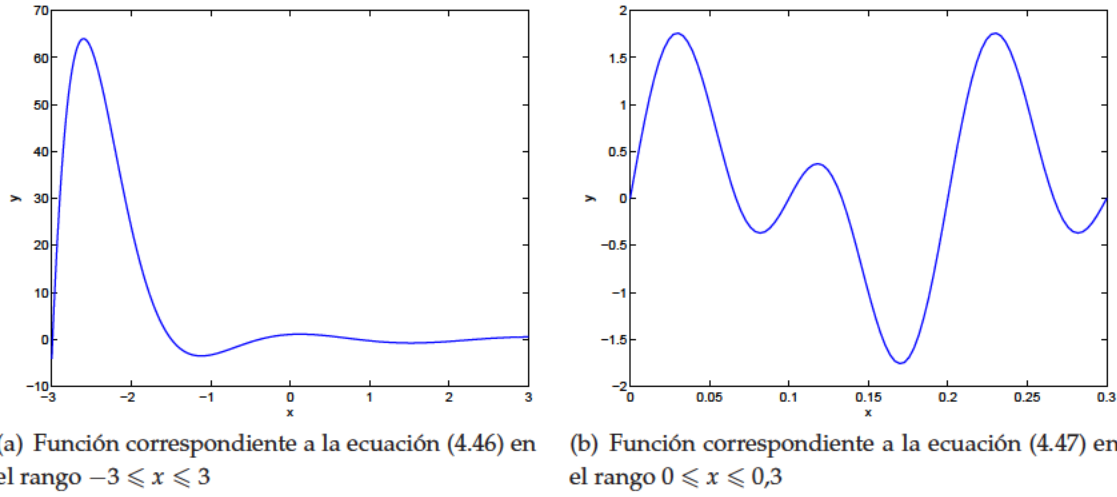 70
60
50
40
30
20
10
0
−10
y
−3 −2 −1 0 1 2 3
x
(a) Función correspondiente a la ecuación (4.46) en
el rango −3 ⩽ x ⩽ 3
2
1.5
1
0.5
0
−0.5
−1
−1.5
−2
y
0 0.05 0.1 0.15 0.2 0.25 0.3
x
(b) Función correspondiente a la ecuación (4.47) en
el rango 0 ⩽ x ⩽ 0,3